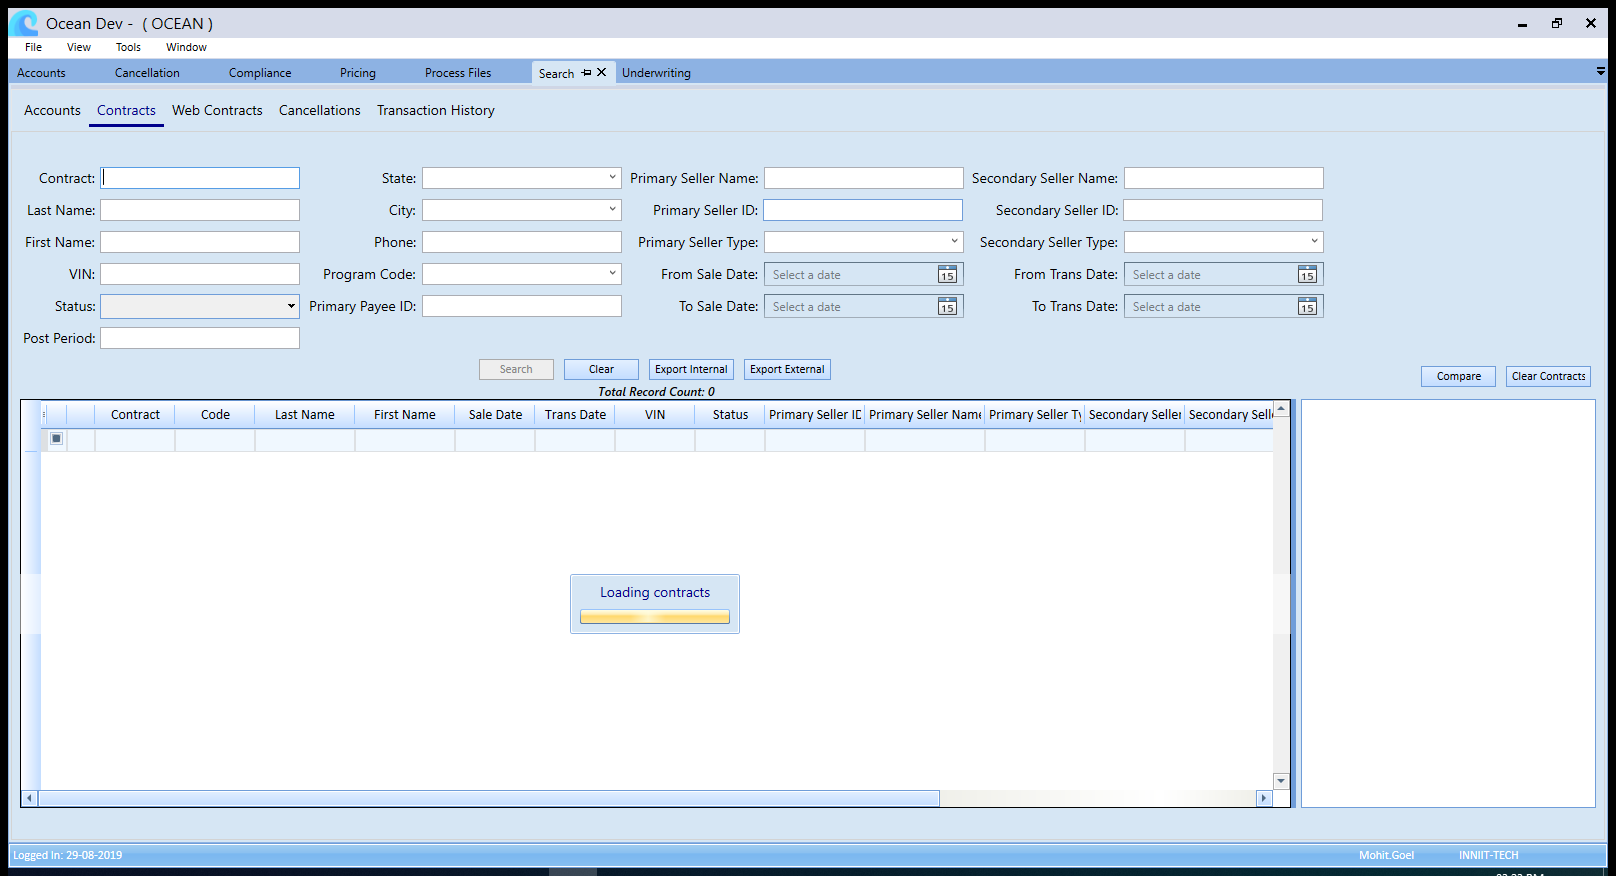 Ocean Dev - ( OCEAN )
File View Tools Window
Accounts Cancellation Compliance Pricing Process Files Search Underwriting
Accounts Contracts Web Contracts Cancellations Transaction History
Contract: State: Primary Seller Name: Secondary Seller Name:
Last Name: City: Primary Seller ID: Secondary Seller ID:
First Name: Phone: Primary Seller Type: Secondary Seller Type:
VIN: Program Code: From Sale Date: Select a date 15 From Trans Date: Select a date 15
Status: Primary Payee ID: To Sale Date: Select a date 15 To Trans Date: Select a date 15
Post Period:
Search Clear Export Internal Export External
Compare Clear Contracts
Total Record Count: 0
Contract Code Last Name First Name Sale Date Trans Date VIN Status Primary Seller ID Primary Seller Name Primary Seller Ty Secondary Seller Secondary Selle
Loading contracts
Logged In: 29-08-2019 Mohit.Goel INNIIT-TECH